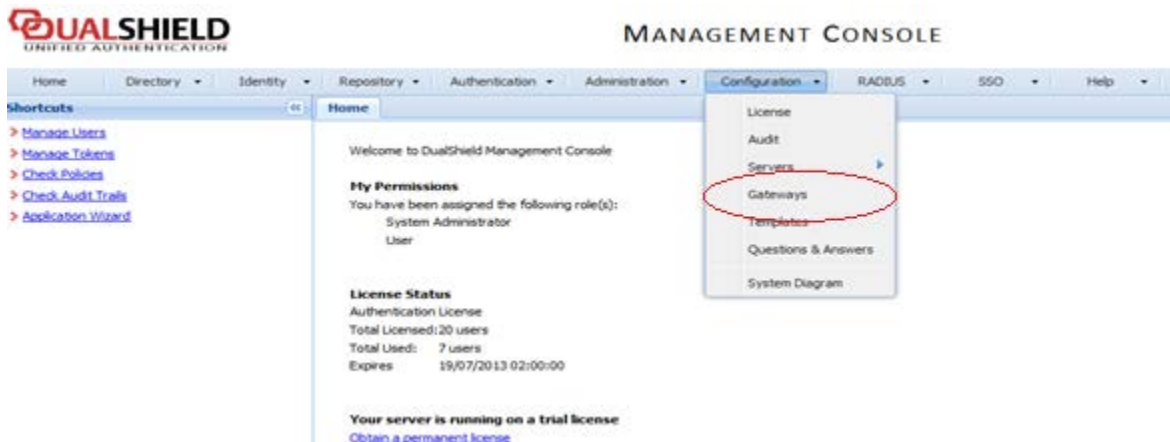 DUALSHIELD
UNIFIED AUTHENTICATION
MANAGEMENT CONSOLE
Home Directory Identity Repository Authentication Administration Configuration RADIUS SSO Help
Shortcuts
Manage Users
Manage Tokens
Check Policies
Check Audit Trails
Application Wizard
Home
Welcome to DualShield Management Console
My Permissions
You have been assigned the following role(s):
System Administrator
User
License Status
Authentication License
Total Licensed: 20 users
Total Used: 7 users
Expires 19/07/2013 02:00:00
Your server is running on a trial license
Obtain a permanent license
License
Audit
Servers
Gateways
Templates
Questions & Answers
System Diagram